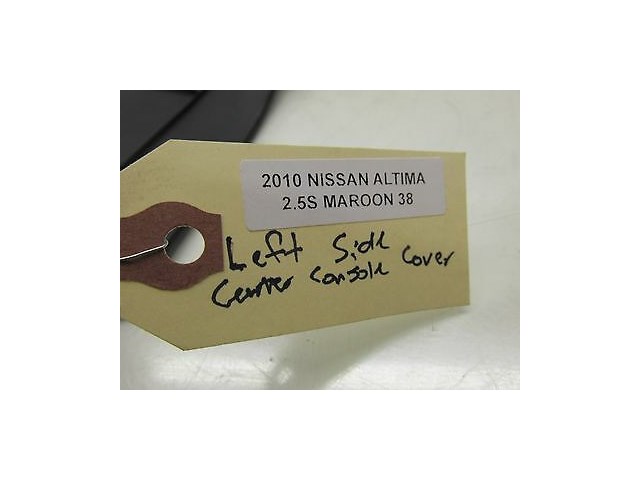 2010 NISSAN ALTIMA
2.5S MAROON 38
Left Side
Center Console Cover